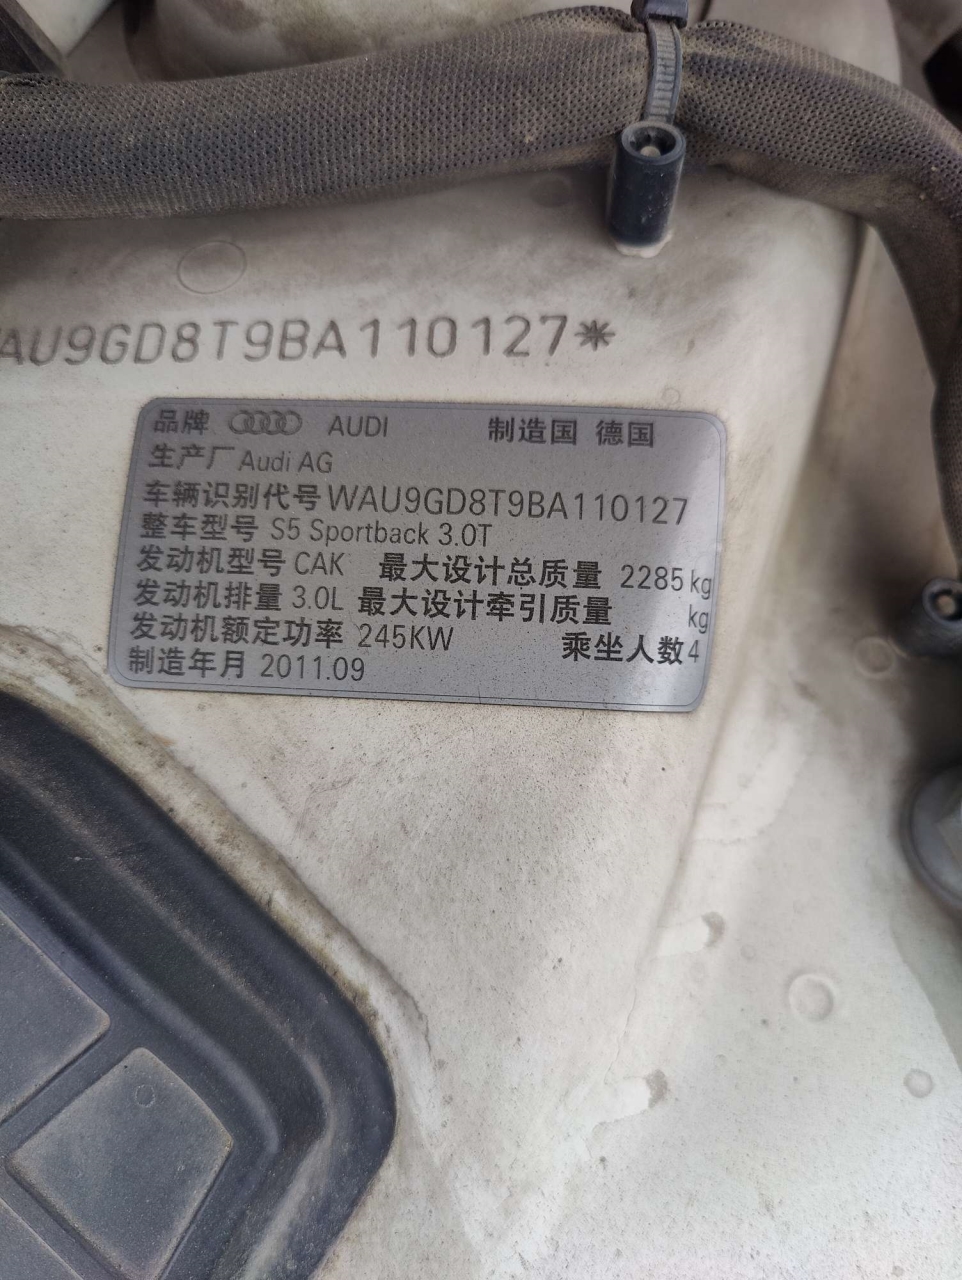 AU9GD8T9BA110127*
品牌 AUDI 制造国 德国
生产厂 Audi AG
车辆识别代号 WAU9GD8T9BA110127
整车型号 S5 Sportback 3.0T
发动机型号 CAK 最大设计总质量 2285 kg
发动机排量 3.0L 最大设计牵引质量 kg
发动机额定功率 245KW 乘坐人数 4
制造年月 2011.09